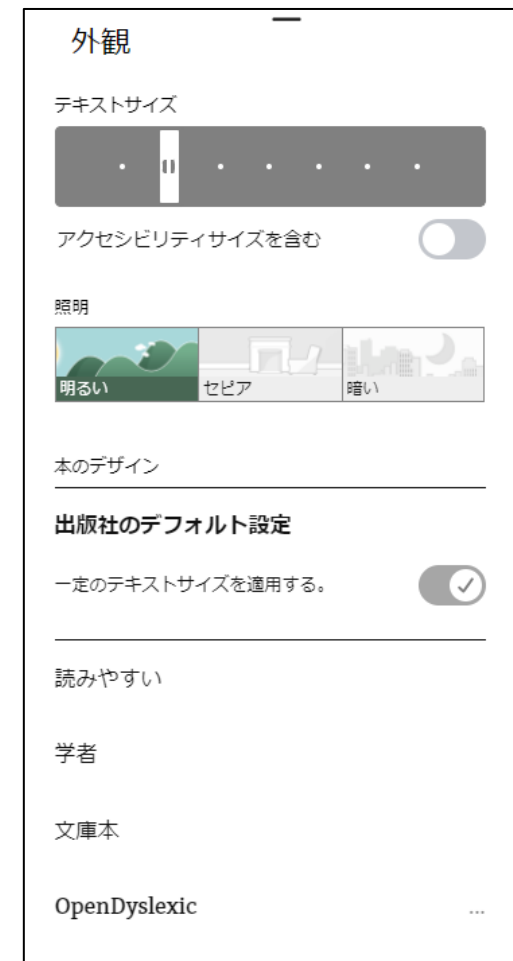 外観
テキストサイズ
アクセシビリティサイズを含む
照明
明るい
セピア
暗い
本のデザイン
出版社のデフォルト設定
一定のテキストサイズを適用する。
読みやすい
学者
文庫本
OpenDyslexic
...